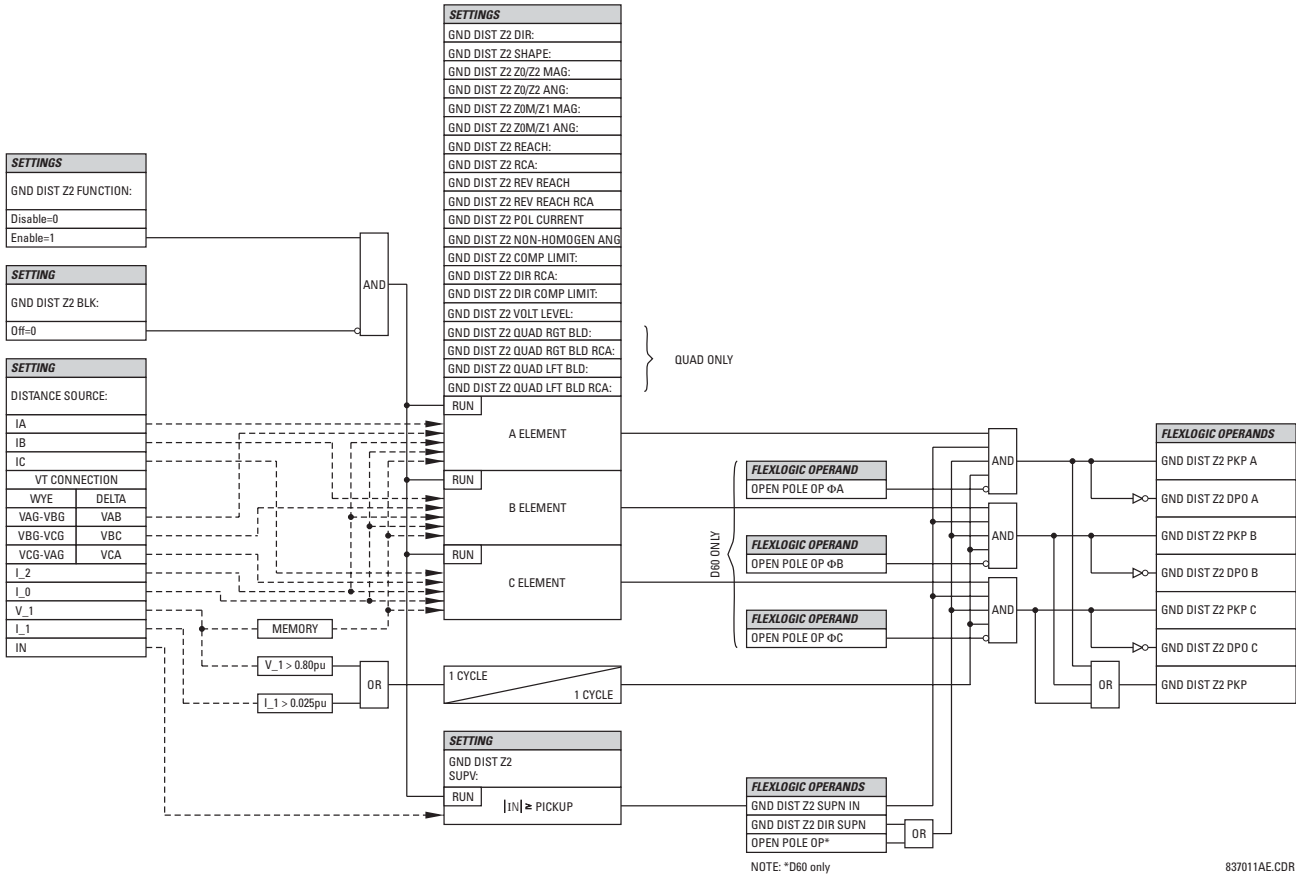 SETTINGS
GND DIST Z2 DIR:
GND DIST Z2 SHAPE:
GND DIST Z2 Z0/Z2 MAG:
GND DIST Z2 Z0/Z2 ANG:
GND DIST Z2 Z0M/Z1 MAG:
GND DIST Z2 Z0M/Z1 ANG:
GND DIST Z2 REACH:
GND DIST Z2 RCA:
GND DIST Z2 REV REACH
GND DIST Z2 REV REACH RCA
GND DIST Z2 POL CURRENT
GND DIST Z2 NON-HOMOGEN ANG
GND DIST Z2 COMP LIMIT:
GND DIST Z2 DIR RCA:
GND DIST Z2 DIR COMP LIMIT:
GND DIST Z2 VOLT LEVEL:
GND DIST Z2 QUAD RGT BLD:
GND DIST Z2 QUAD RGT BLD RCA:
GND DIST Z2 QUAD LFT BLD:
GND DIST Z2 QUAD LFT BLD RCA:
QUAD ONLY
SETTINGS
GND DIST Z2 FUNCTION:
Disable=0
Enable=1
SETTING
GND DIST Z2 BLK:
Off=0
AND
SETTING
DISTANCE SOURCE:
IA
IB
IC
VT CONNECTION
WYE DELTA
VAG-VBG VAB
VBG-VCG VBC
VCG-VAG VCA
I_2
I_0
V_1
I_1
IN
RUN
A ELEMENT
RUN
B ELEMENT
RUN
C ELEMENT
MEMORY
V_1 > 0.80pu
I_1 > 0.025pu
OR
1 CYCLE
1 CYCLE
SETTING
GND DIST Z2
SUPV:
RUN
|IN| ≥ PICKUP
D60 ONLY
FLEXLOGIC OPERAND
OPEN POLE OP ΦA
FLEXLOGIC OPERAND
OPEN POLE OP ΦB
FLEXLOGIC OPERAND
OPEN POLE OP ΦC
AND
AND
AND
FLEXLOGIC OPERANDS
GND DIST Z2 SUPN IN
GND DIST Z2 DIR SUPN
OPEN POLE OP*
OR
NOTE: *D60 only
OR
FLEXLOGIC OPERANDS
GND DIST Z2 PKP A
GND DIST Z2 DPO A
GND DIST Z2 PKP B
GND DIST Z2 DPO B
GND DIST Z2 PKP C
GND DIST Z2 DPO C
GND DIST Z2 PKP
837011AE.CDR